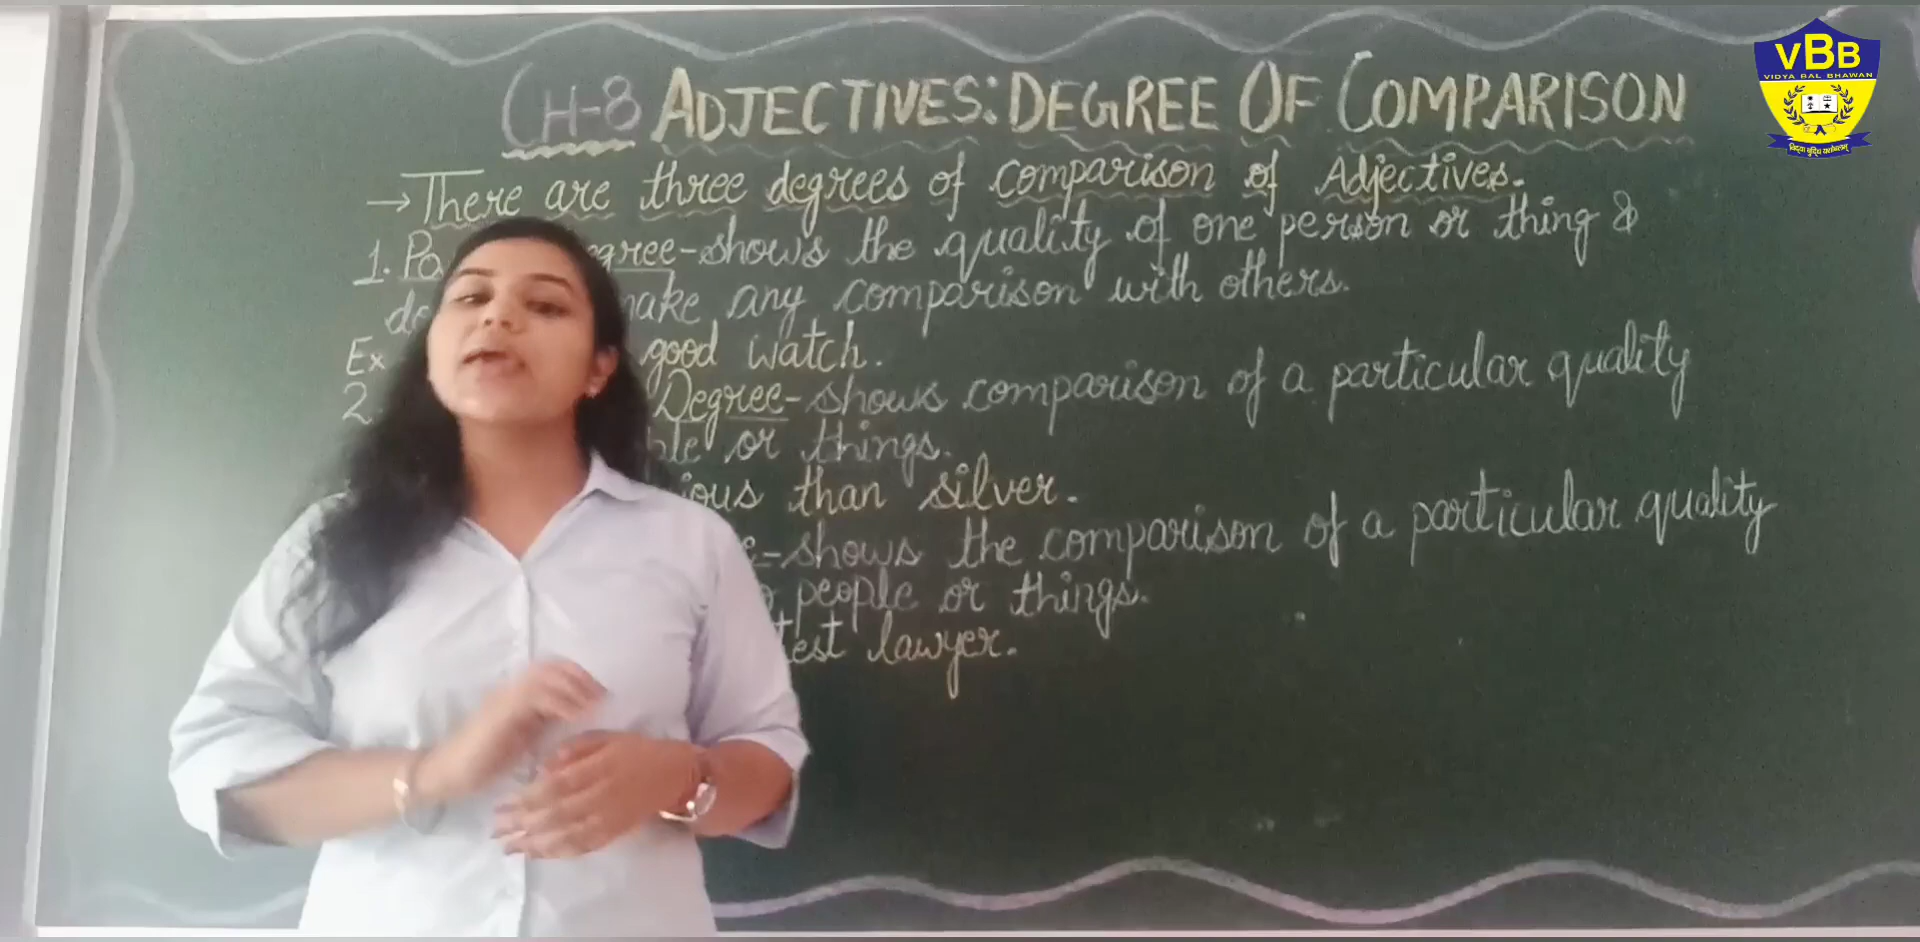 CH-8 ADJECTIVES: DEGREE OF COMPARISON
→ There are three degrees of comparison of Adjectives.
1. Po gree - shows the quality of one person or thing &
do make any comparison with others.
Ex good watch.
2. Degree - shows comparison of a particular quality
or things.
than silver.
- shows the comparison of a particular quality
people or things.
test lawyer.
VBB
VIDYA BAL BHAWAN